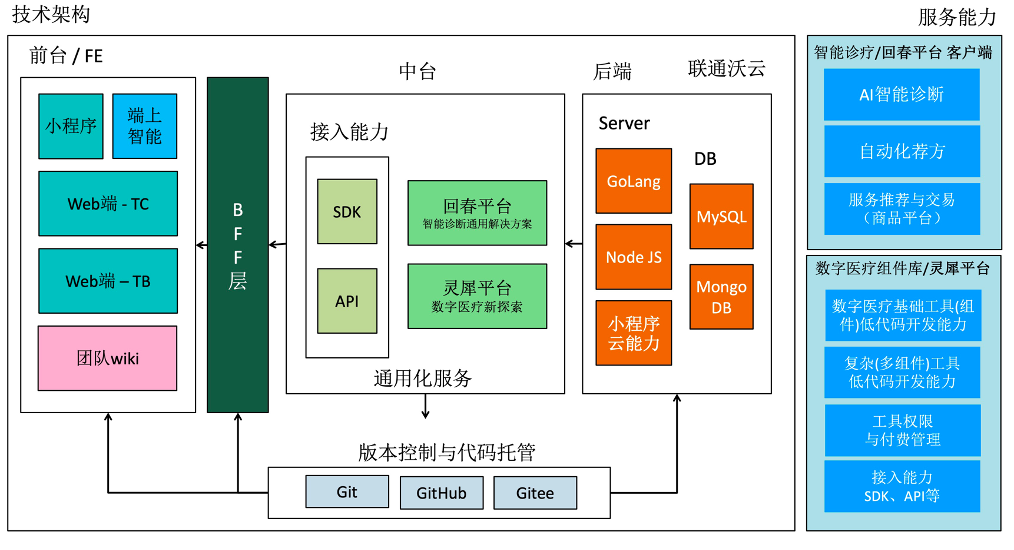 技术架构
服务能力
前台 / FE
小程序
端上
智能
Web端 - TC
Web端 – TB
团队wiki
B
F
F
层
中台
接入能力
SDK
API
回春平台
智能诊断通用解决方案
灵犀平台
数字医疗新探索
通用化服务
后端
联通沃云
Server
GoLang
Node JS
小程序
云能力
DB
MySQL
Mongo
DB
版本控制与代码托管
Git
GitHub
Gitee
智能诊疗/回春平台 客户端
AI智能诊断
自动化荐方
服务推荐与交易
（商品平台）
数字医疗组件库/灵犀平台
数字医疗基础工具(组
件)低代码开发能力
复杂(多组件)工具
低代码开发能力
工具权限
与付费管理
接入能力
SDK、API等